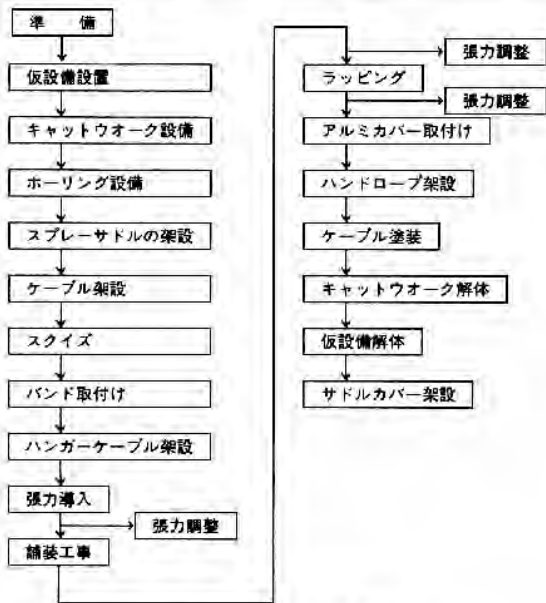 準　備
仮設備設置
キャットウオーク設備
ホーリング設備
スプレーサドルの架設
ケーブル架設
スクイズ
バンド取付け
ハンガーケーブル架設
張力導入
張力調整
舗装工事
張力調整
ラッピング
張力調整
アルミカバー取付け
ハンドロープ架設
ケーブル塗装
キャットウオーク解体
仮設備解体
サドルカバー架設